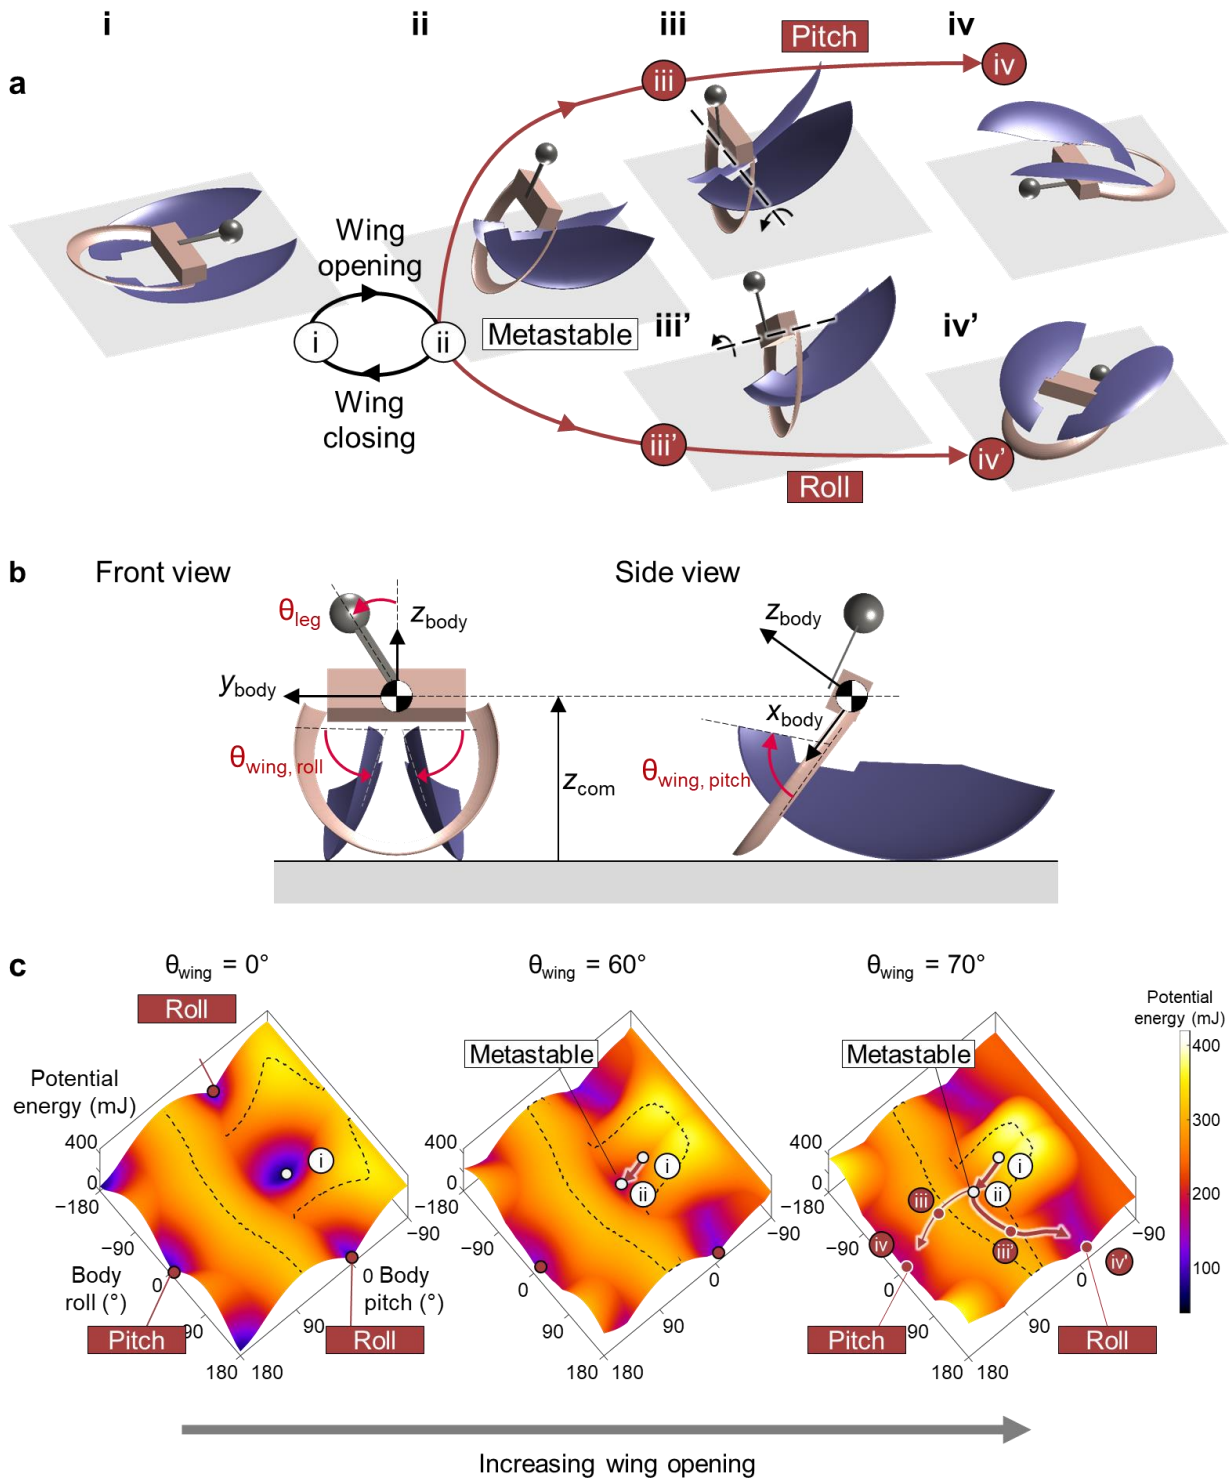 i
ii
iii
iv
Pitch
a
iii
iv
Wing
opening
i
ii
Metastable
Wing
closing
iii'
iv'
iii'
iv'
Roll
b
Front view
Side view
θleg
zbody
ybody
θwing, roll
zcom
zbody
xbody
θwing, pitch
c
θwing = 0°
θwing = 60°
θwing = 70°
Roll
Metastable
Metastable
Potential
energy (mJ)
Potential
energy (mJ)
400
300
200
100
400
0
−180
−90
0
90
180
Body
roll (°)
−90
0
Body
pitch (°)
90
180
i
Pitch
Roll
400
0
−180
−90
0
90
180
−90
0
90
180
i
ii
400
0
−180
−90
0
90
180
−90
0
90
180
i
ii
iii
iii'
iv
iv'
Pitch
Roll
Increasing wing opening